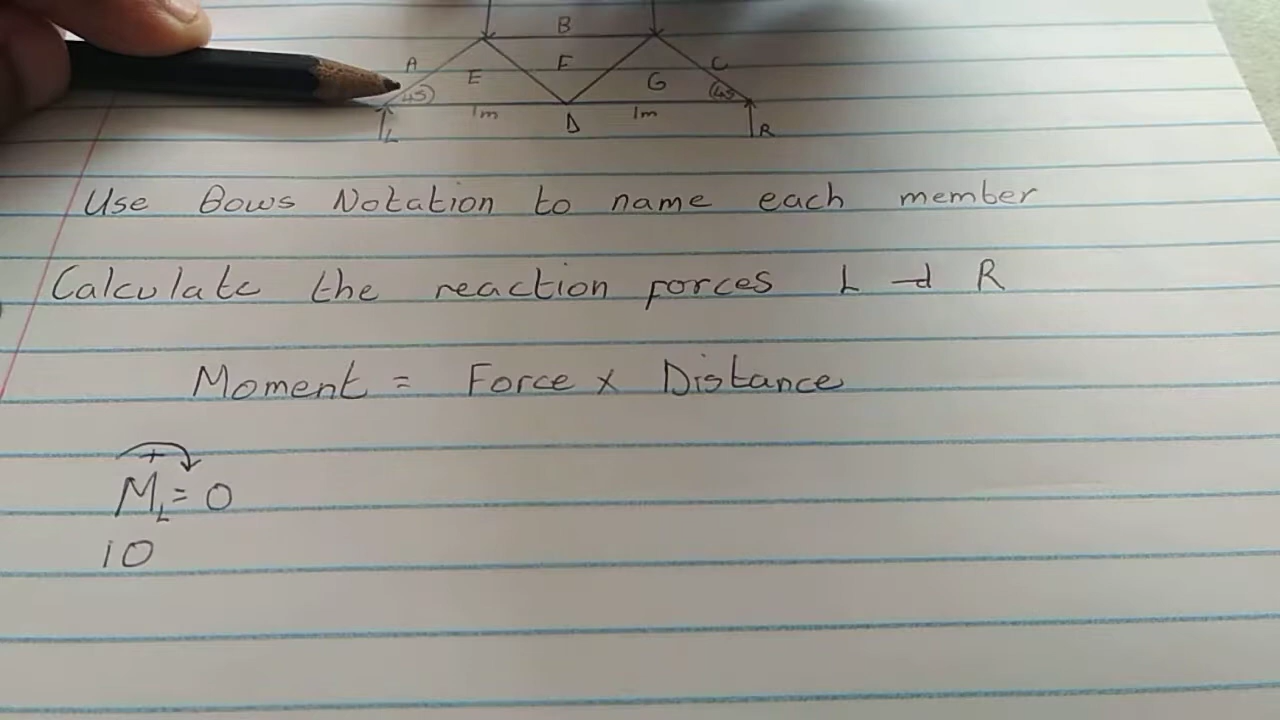 B
A E F G C
45 45
1m D 1m
L R
Use Bows Notation to name each member
Calculate the reaction forces L & R
Moment = Force x Distance
+
M_L = 0
10